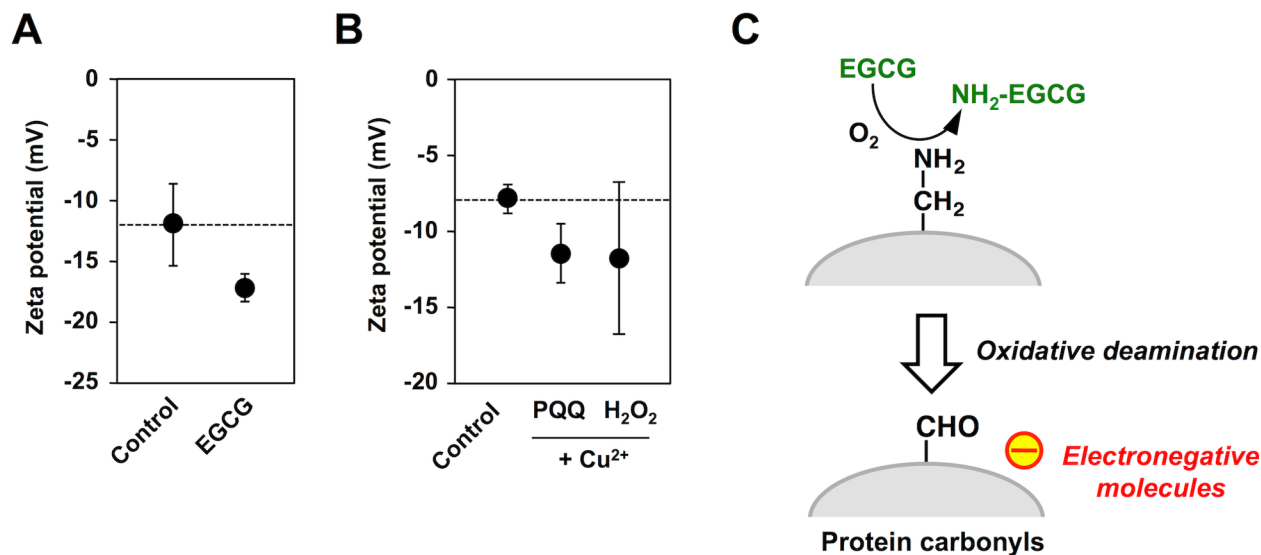 A
Zeta potential (mV)
0
-5
-10
-15
-20
-25
Control
EGCG
B
Zeta potential (mV)
0
-5
-10
-15
-20
Control
PQQ
H₂O₂
+ Cu²⁺
C
EGCG
NH₂-EGCG
O₂
NH₂
CH₂
Oxidative deamination
CHO
−
Electronegative
molecules
Protein carbonyls